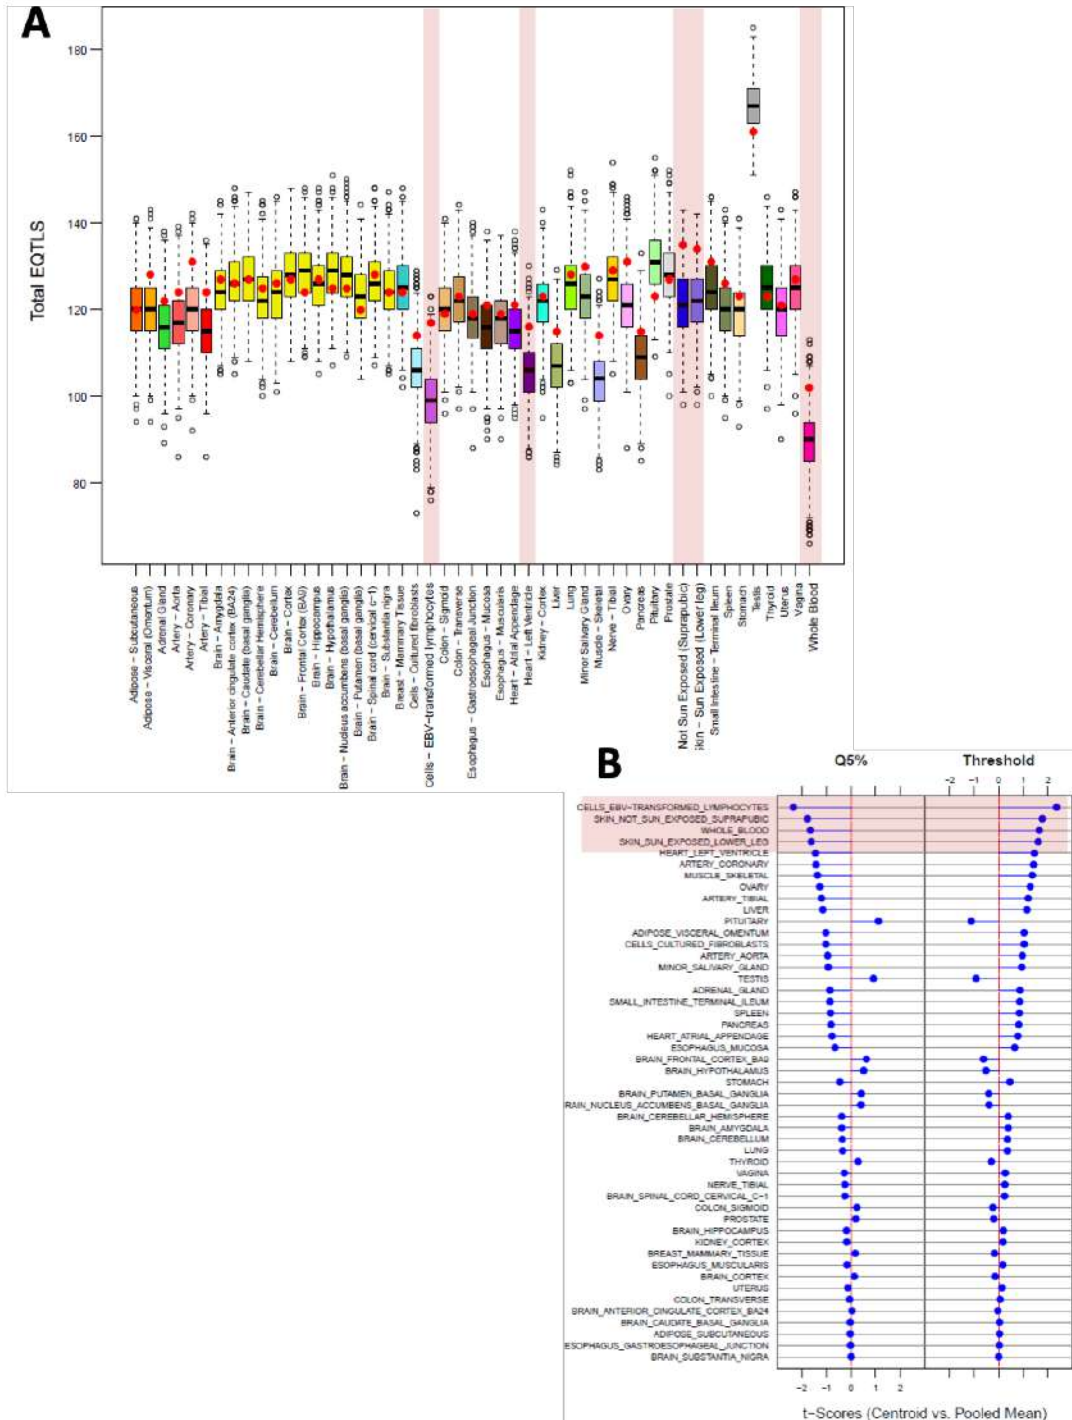 A
Total EQTLS
180
160
140
120
100
80
Adipose − Subcutaneous
Adipose − Visceral (Omentum)
Adrenal Gland
Artery − Aorta
Artery − Coronary
Artery − Tibial
Brain − Amygdala
Brain − Anterior cingulate cortex (BA24)
Brain − Caudate (basal ganglia)
Brain − Cerebellar Hemisphere
Brain − Cerebellum
Brain − Cortex
Brain − Frontal Cortex (BA9)
Brain − Hippocampus
Brain − Hypothalamus
Brain − Nucleus accumbens (basal ganglia)
Brain − Putamen (basal ganglia)
Brain − Spinal cord (cervical c−1)
Brain − Substantia nigra
Breast − Mammary Tissue
Cells − Cultured fibroblasts
Cells − EBV−transformed lymphocytes
Colon − Sigmoid
Colon − Transverse
Esophagus − Gastroesophageal Junction
Esophagus − Mucosa
Esophagus − Muscularis
Heart − Atrial Appendage
Heart − Left Ventricle
Kidney − Cortex
Liver
Lung
Minor Salivary Gland
Muscle − Skeletal
Nerve − Tibial
Ovary
Pancreas
Pituitary
Prostate
Not Sun Exposed (Suprapubic)
ikin − Sun Exposed (Lower leg)
Small Intestine − Terminal Ileum
Spleen
Stomach
Testis
Thyroid
Uterus
Vagina
Whole Blood
B
Q5% Threshold
−2 −1 0 1 2
CELLS_EBV−TRANSFORMED_LYMPHOCYTES
SKIN_NOT_SUN_EXPOSED_SUPRAPUBIC
WHOLE_BLOOD
SKIN_SUN_EXPOSED_LOWER_LEG
HEART_LEFT_VENTRICLE
ARTERY_CORONARY
MUSCLE_SKELETAL
OVARY
ARTERY_TIBIAL
LIVER
PITUITARY
ADIPOSE_VISCERAL_OMENTUM
CELLS_CULTURED_FIBROBLASTS
ARTERY_AORTA
MINOR_SALIVARY_GLAND
TESTIS
ADRENAL_GLAND
SMALL_INTESTINE_TERMINAL_ILEUM
SPLEEN
PANCREAS
HEART_ATRIAL_APPENDAGE
ESOPHAGUS_MUCOSA
BRAIN_FRONTAL_CORTEX_BA9
BRAIN_HYPOTHALAMUS
STOMACH
BRAIN_PUTAMEN_BASAL_GANGLIA
RAIN_NUCLEUS_ACCUMBENS_BASAL_GANGLIA
BRAIN_CEREBELLAR_HEMISPHERE
BRAIN_AMYGDALA
BRAIN_CEREBELLUM
LUNG
THYROID
VAGINA
NERVE_TIBIAL
BRAIN_SPINAL_CORD_CERVICAL_C−1
COLON_SIGMOID
PROSTATE
BRAIN_HIPPOCAMPUS
KIDNEY_CORTEX
BREAST_MAMMARY_TISSUE
ESOPHAGUS_MUSCULARIS
BRAIN_CORTEX
UTERUS
COLON_TRANSVERSE
BRAIN_ANTERIOR_CINGULATE_CORTEX_BA24
BRAIN_CAUDATE_BASAL_GANGLIA
ADIPOSE_SUBCUTANEOUS
ESOPHAGUS_GASTROESOPHAGEAL_JUNCTION
BRAIN_SUBSTANTIA_NIGRA
−2 −1 0 1 2
t−Scores (Centroid vs. Pooled Mean)